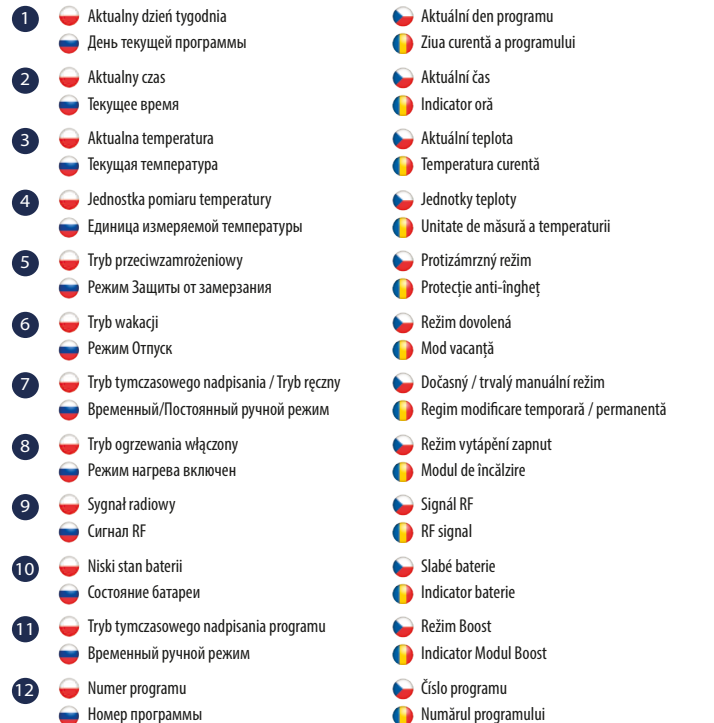 1
Aktualny dzień tygodnia
День текущей программы
Aktuální den programu
Ziua curentă a programului
2
Aktualny czas
Текущее время
Aktuální čas
Indicator oră
3
Aktualna temperatura
Текущая температура
Aktuální teplota
Temperatura curentă
4
Jednostka pomiaru temperatury
Единица измеряемой температуры
Jednotky teploty
Unitate de măsură a temperaturii
5
Tryb przeciwzamrożeniowy
Режим Защиты от замерзания
Protizámrzný režim
Protecție anti-îngheț
6
Tryb wakacji
Режим Отпуск
Režim dovolená
Mod vacanță
7
Tryb tymczasowego nadpisania / Tryb ręczny
Временный/Постоянный ручной режим
Dočasný / trvalý manuální režim
Regim modificare temporară / permanentă
8
Tryb ogrzewania włączony
Режим нагрева включен
Režim vytápění zapnut
Modul de încălzire
9
Sygnał radiowy
Сигнал RF
Signál RF
RF signal
10
Niski stan baterii
Состояние батареи
Slabé baterie
Indicator baterie
11
Tryb tymczasowego nadpisania programu
Временный ручной режим
Režim Boost
Indicator Modul Boost
12
Numer programu
Номер программы
Číslo programu
Numărul programului